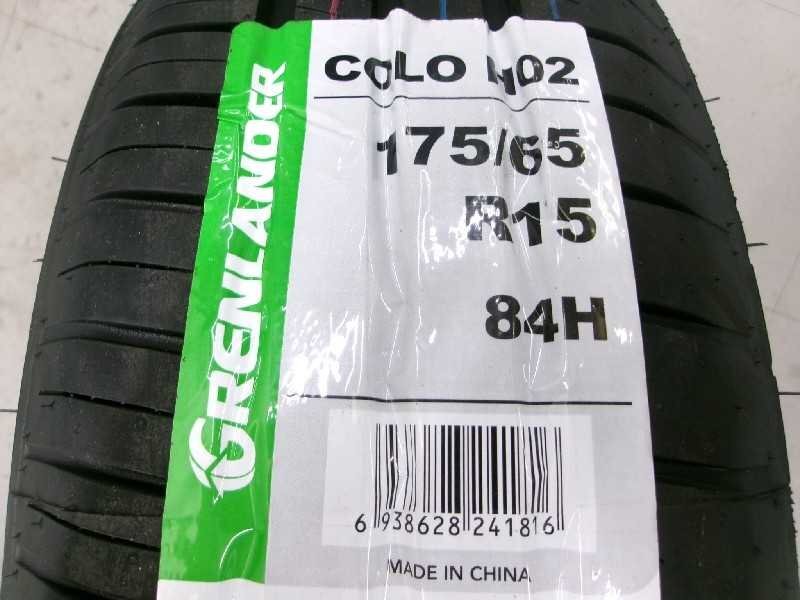 GRENLANDER
COLO H02
175/65
R15
84H
6 938628 241816
MADE IN CHINA